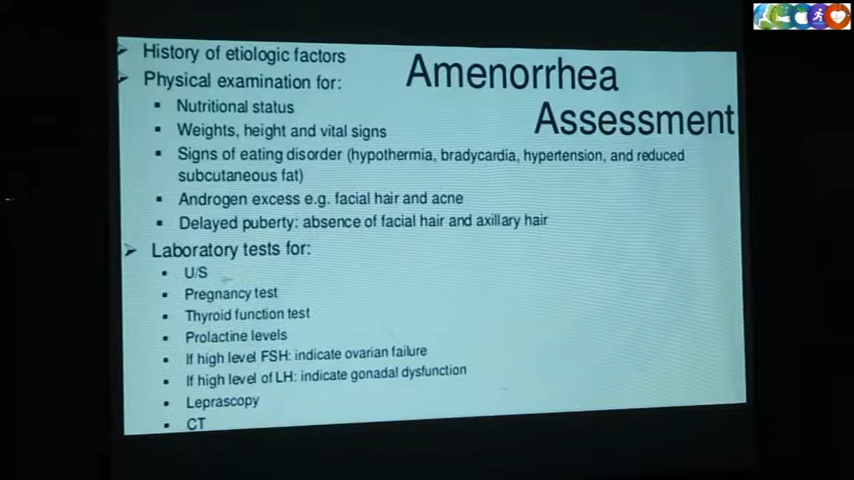 Amenorrhea
Assessment
History of etiologic factors
Physical examination for:
Nutritional status
Weights, height and vital signs
Signs of eating disorder (hypothermia, bradycardia, hypertension, and reduced
subcutaneous fat)
Androgen excess e.g. facial hair and acne
Delayed puberty: absence of facial hair and axillary hair
Laboratory tests for:
U/S
Pregnancy test
Thyroid function test
Prolactine levels
If high level FSH: indicate ovarian failure
If high level of LH: indicate gonadal dysfunction
Leprascopy
CT